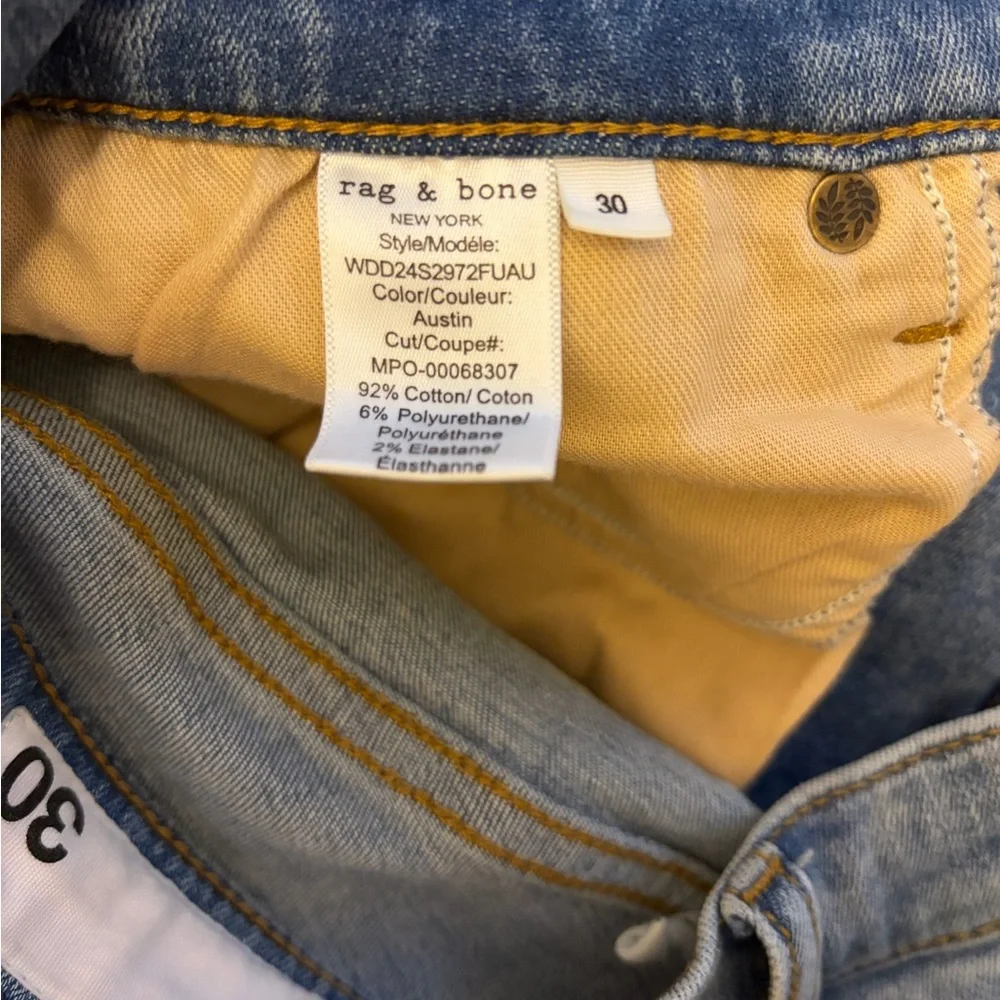 rag & bone
NEW YORK
Style/Modéle:
WDD24S2972FUAU
Color/Couleur:
Austin
Cut/Coupe#:
MPO-00068307
92% Cotton/ Coton
6% Polyurethane/
Polyuréthane
2% Elastane/
Élasthanne
30
30